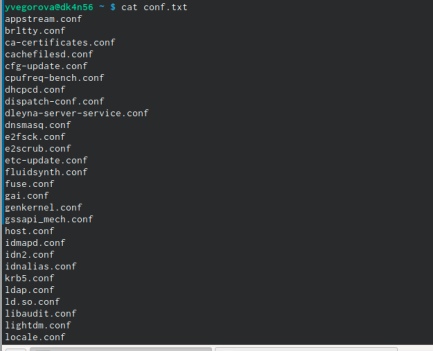 yvegorova@dk4n56 ~ $ cat conf.txt
appstream.conf
brltty.conf
ca-certificates.conf
cachefilesd.conf
cfg-update.conf
cpufreq-bench.conf
dhcpcd.conf
dispatch-conf.conf
dleyna-server-service.conf
dnsmasq.conf
e2fsck.conf
e2scrub.conf
etc-update.conf
fluidsynth.conf
fuse.conf
gai.conf
genkernel.conf
gssapi_mech.conf
host.conf
idmapd.conf
idn2.conf
idnalias.conf
krb5.conf
ldap.conf
ld.so.conf
libaudit.conf
lightdm.conf
locale.conf